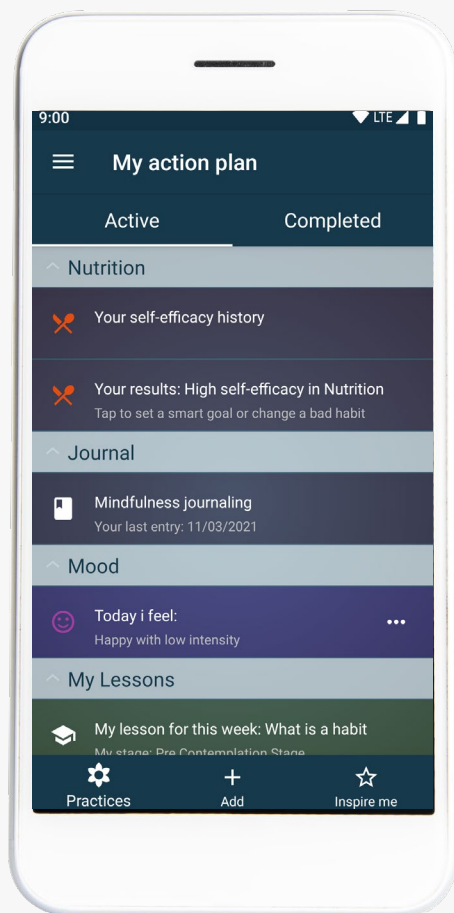 9:00
LTE
My action plan
Active
Completed
Nutrition
Your self-efficacy history
Your results: High self-efficacy in Nutrition
Tap to set a smart goal or change a bad habit
Journal
Mindfulness journaling
Your last entry: 11/03/2021
Mood
Today i feel:
Happy with low intensity
My Lessons
My lesson for this week: What is a habit
My stage: Pre Contemplation Stage
Practices
Add
Inspire me